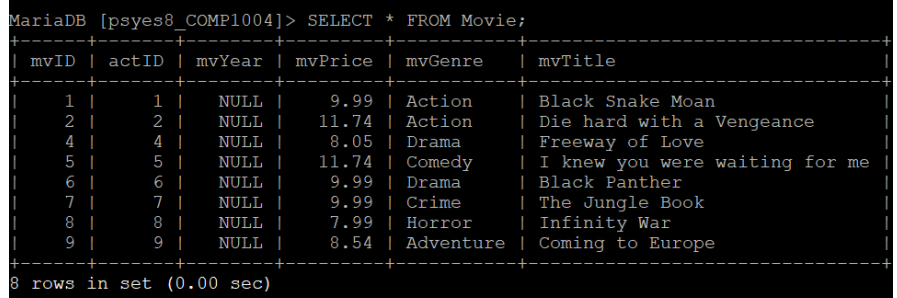 MariaDB [psyes8_COMP1004]> SELECT * FROM Movie;
+------+-------+--------+---------+-----------+-------------------------------+
| mvID | actID | mvYear | mvPrice | mvGenre   | mvTitle                       |
+------+-------+--------+---------+-----------+-------------------------------+
|    1 |     1 |   NULL |    9.99 | Action    | Black Snake Moan              |
|    2 |     2 |   NULL |   11.74 | Action    | Die hard with a Vengeance     |
|    4 |     4 |   NULL |    8.05 | Drama     | Freeway of Love               |
|    5 |     5 |   NULL |   11.74 | Comedy    | I knew you were waiting for me |
|    6 |     6 |   NULL |    9.99 | Drama     | Black Panther                 |
|    7 |     7 |   NULL |    9.99 | Crime     | The Jungle Book               |
|    8 |     8 |   NULL |    7.99 | Horror    | Infinity War                  |
|    9 |     9 |   NULL |    8.54 | Adventure | Coming to Europe              |
+------+-------+--------+---------+-----------+-------------------------------+
8 rows in set (0.00 sec)